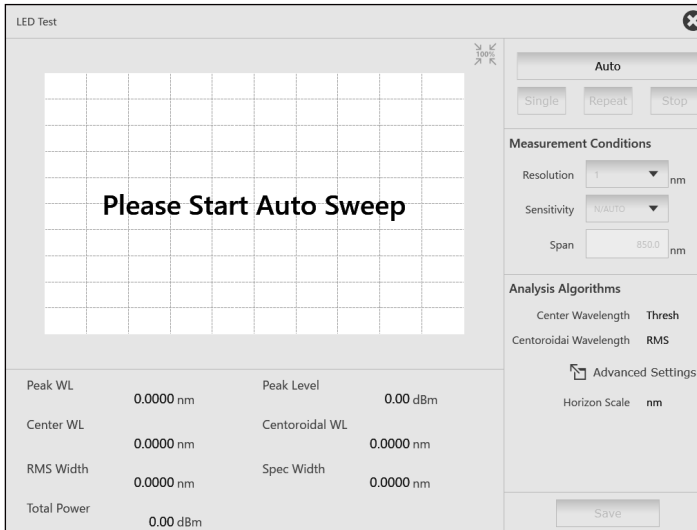 LED Test
100%
Please Start Auto Sweep
Auto
Single Repeat Stop
Measurement Conditions
Resolution 1 nm
Sensitivity N/AUTO
Span 850.0 nm
Analysis Algorithms
Center Wavelength Thresh
Centoroidai Wavelength RMS
Advanced Settings
Horizon Scale nm
Save
Peak WL 0.0000 nm
Peak Level 0.00 dBm
Center WL 0.0000 nm
Centoroidal WL 0.0000 nm
RMS Width 0.0000 nm
Spec Width 0.0000 nm
Total Power 0.00 dBm